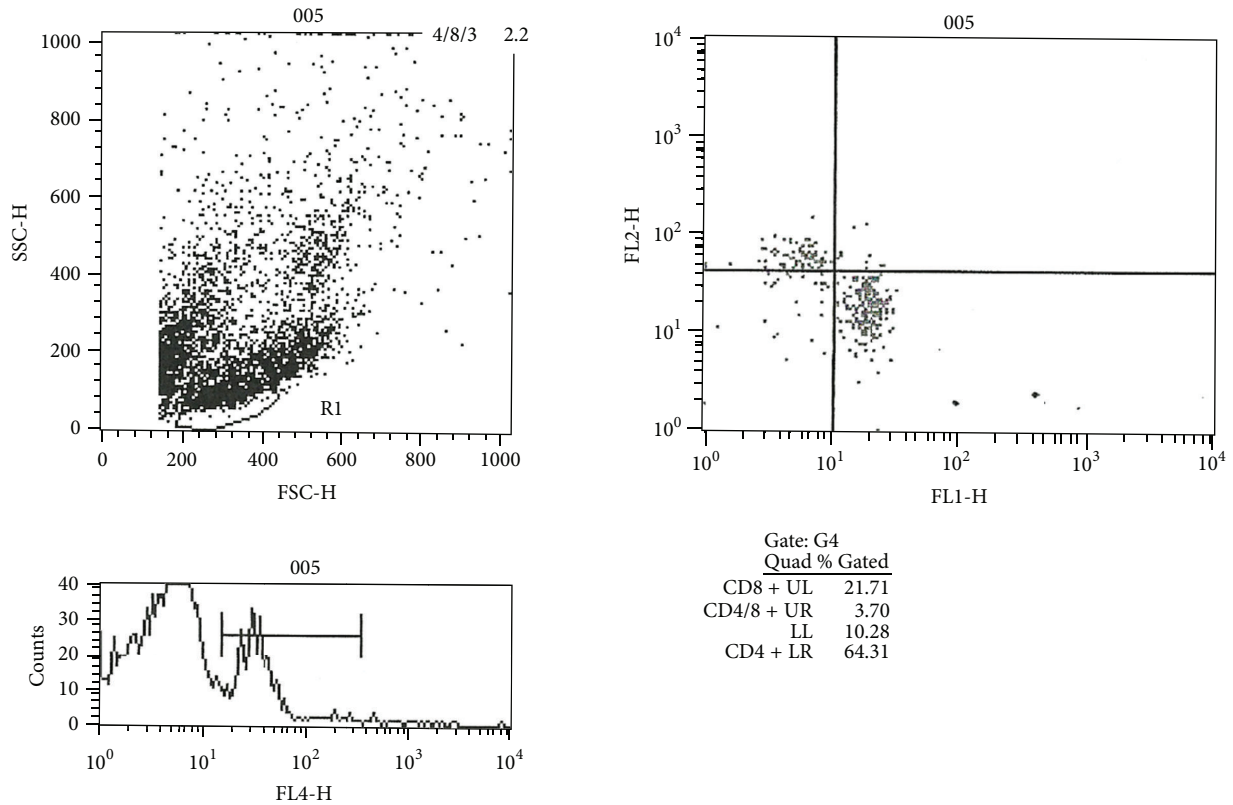 005
4/8/3 2.2
1000
800
600
400
200
0
SSC-H
R1
0 200 400 600 800 1000
FSC-H
005
10^4
10^3
10^2
10^1
10^0
FL2-H
10^0 10^1 10^2 10^3 10^4
FL1-H
005
40
30
20
10
0
Counts
10^0 10^1 10^2 10^3 10^4
FL4-H
Gate: G4
Quad % Gated
CD8 + UL 21.71
CD4/8 + UR 3.70
LL 10.28
CD4 + LR 64.31